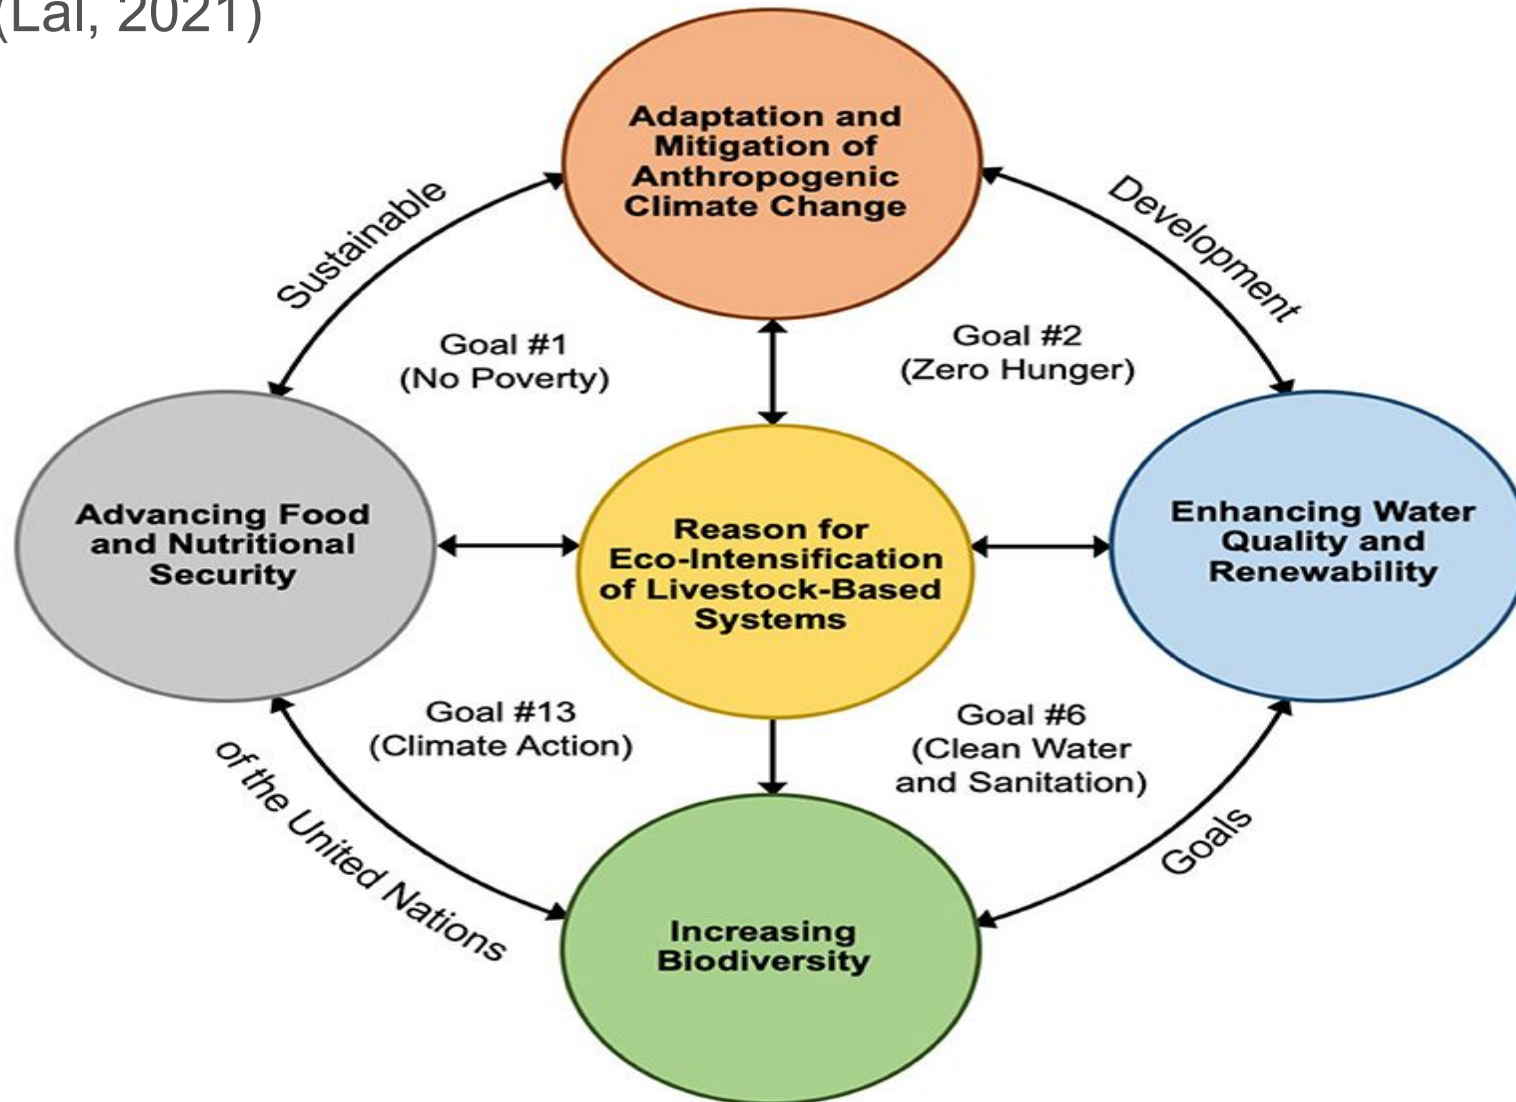 (Lal, 2021)
Adaptation and
Mitigation of
Anthropogenic
Climate Change
Sustainable
Development
Goal #1
(No Poverty)
Goal #2
(Zero Hunger)
Advancing Food
and Nutritional
Security
Reason for
Eco-Intensification
of Livestock-Based
Systems
Enhancing Water
Quality and
Renewability
Goal #13
(Climate Action)
Goal #6
(Clean Water
and Sanitation)
of the United Nations
Goals
Increasing
Biodiversity